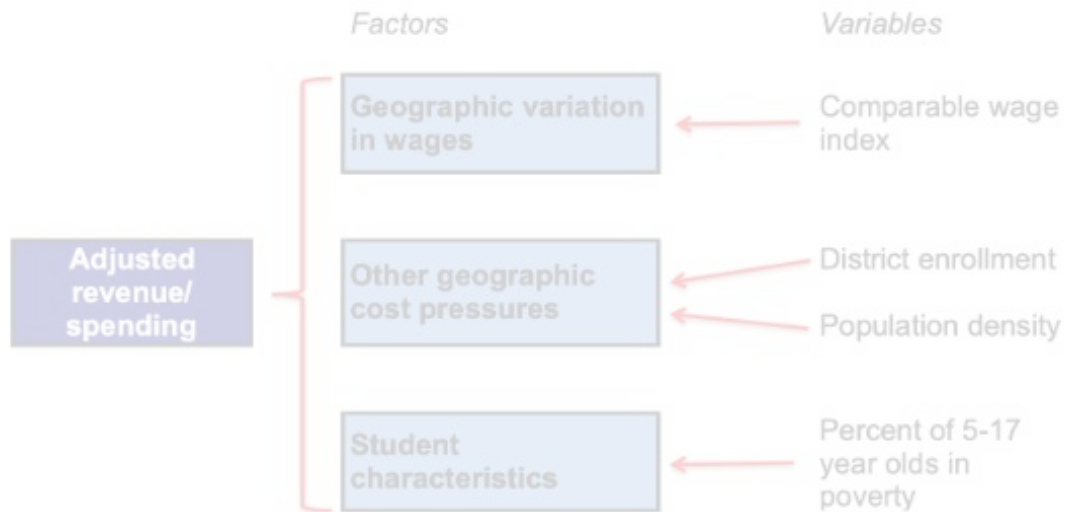 Factors
Variables
Geographic variation
in wages
Comparable wage
index
Adjusted
revenue/
spending
Other geographic
cost pressures
District enrollment
Population density
Student
characteristics
Percent of 5-17
year olds in
poverty